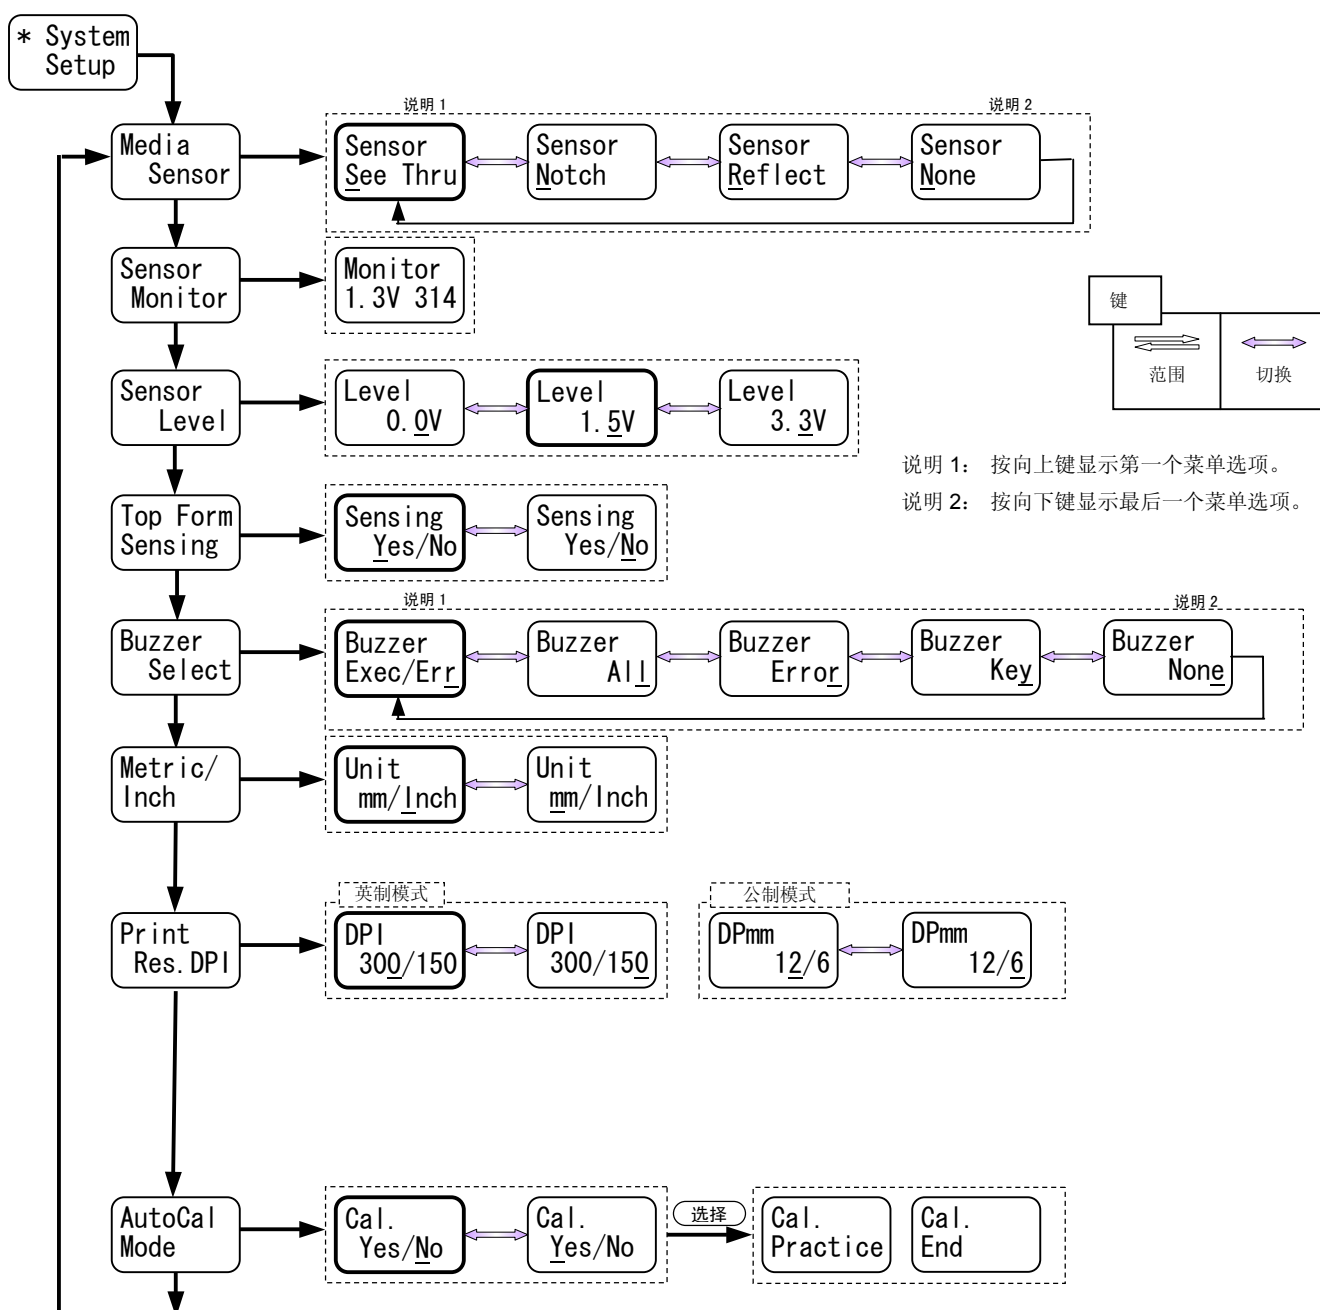 * System
Setup
说明 1
说明 2
Media
Sensor
Sensor
See Thru
Sensor
Notch
Sensor
Reflect
Sensor
None
Sensor
Monitor
Monitor
1.3V 314
键
范围
切换
Sensor
Level
Level
0.0V
Level
1.5V
Level
3.3V
说明 1： 按向上键显示第一个菜单选项。
说明 2： 按向下键显示最后一个菜单选项。
Top Form
Sensing
Sensing
Yes/No
Sensing
Yes/No
说明 1
说明 2
Buzzer
Select
Buzzer
Exec/Err
Buzzer
All
Buzzer
Error
Buzzer
Key
Buzzer
None
Metric/
Inch
Unit
mm/Inch
Unit
mm/Inch
英制模式
公制模式
Print
Res.DPI
DPI
300/150
DPI
300/150
DPmm
12/6
DPmm
12/6
AutoCal
Mode
Cal.
Yes/No
Cal.
Yes/No
选择
Cal.
Practice
Cal.
End